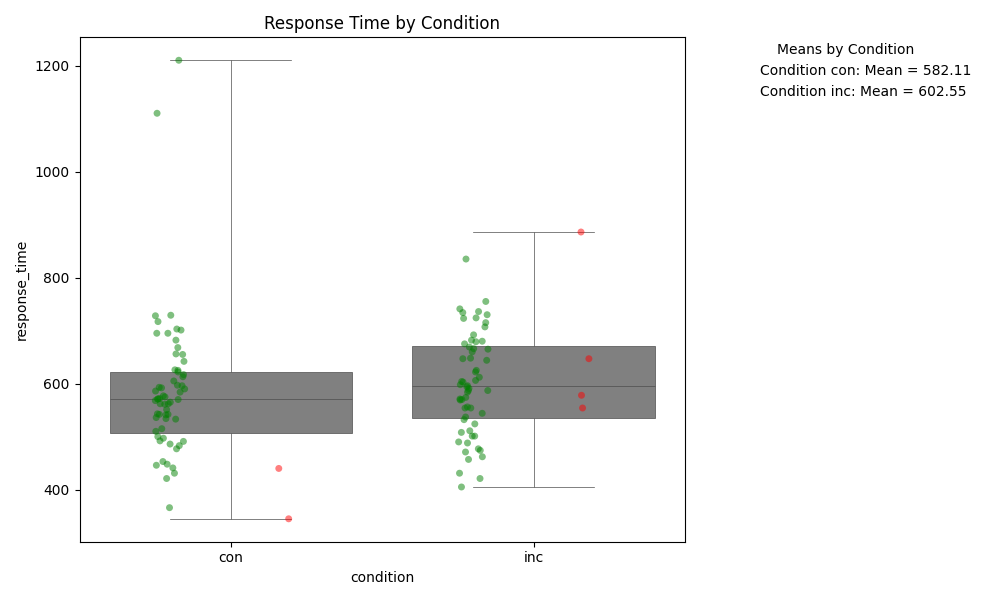 Response Time by Condition
Means by Condition
Condition con: Mean = 582.11
Condition inc: Mean = 602.55
response_time
1200
1000
800
600
400
con
inc
condition